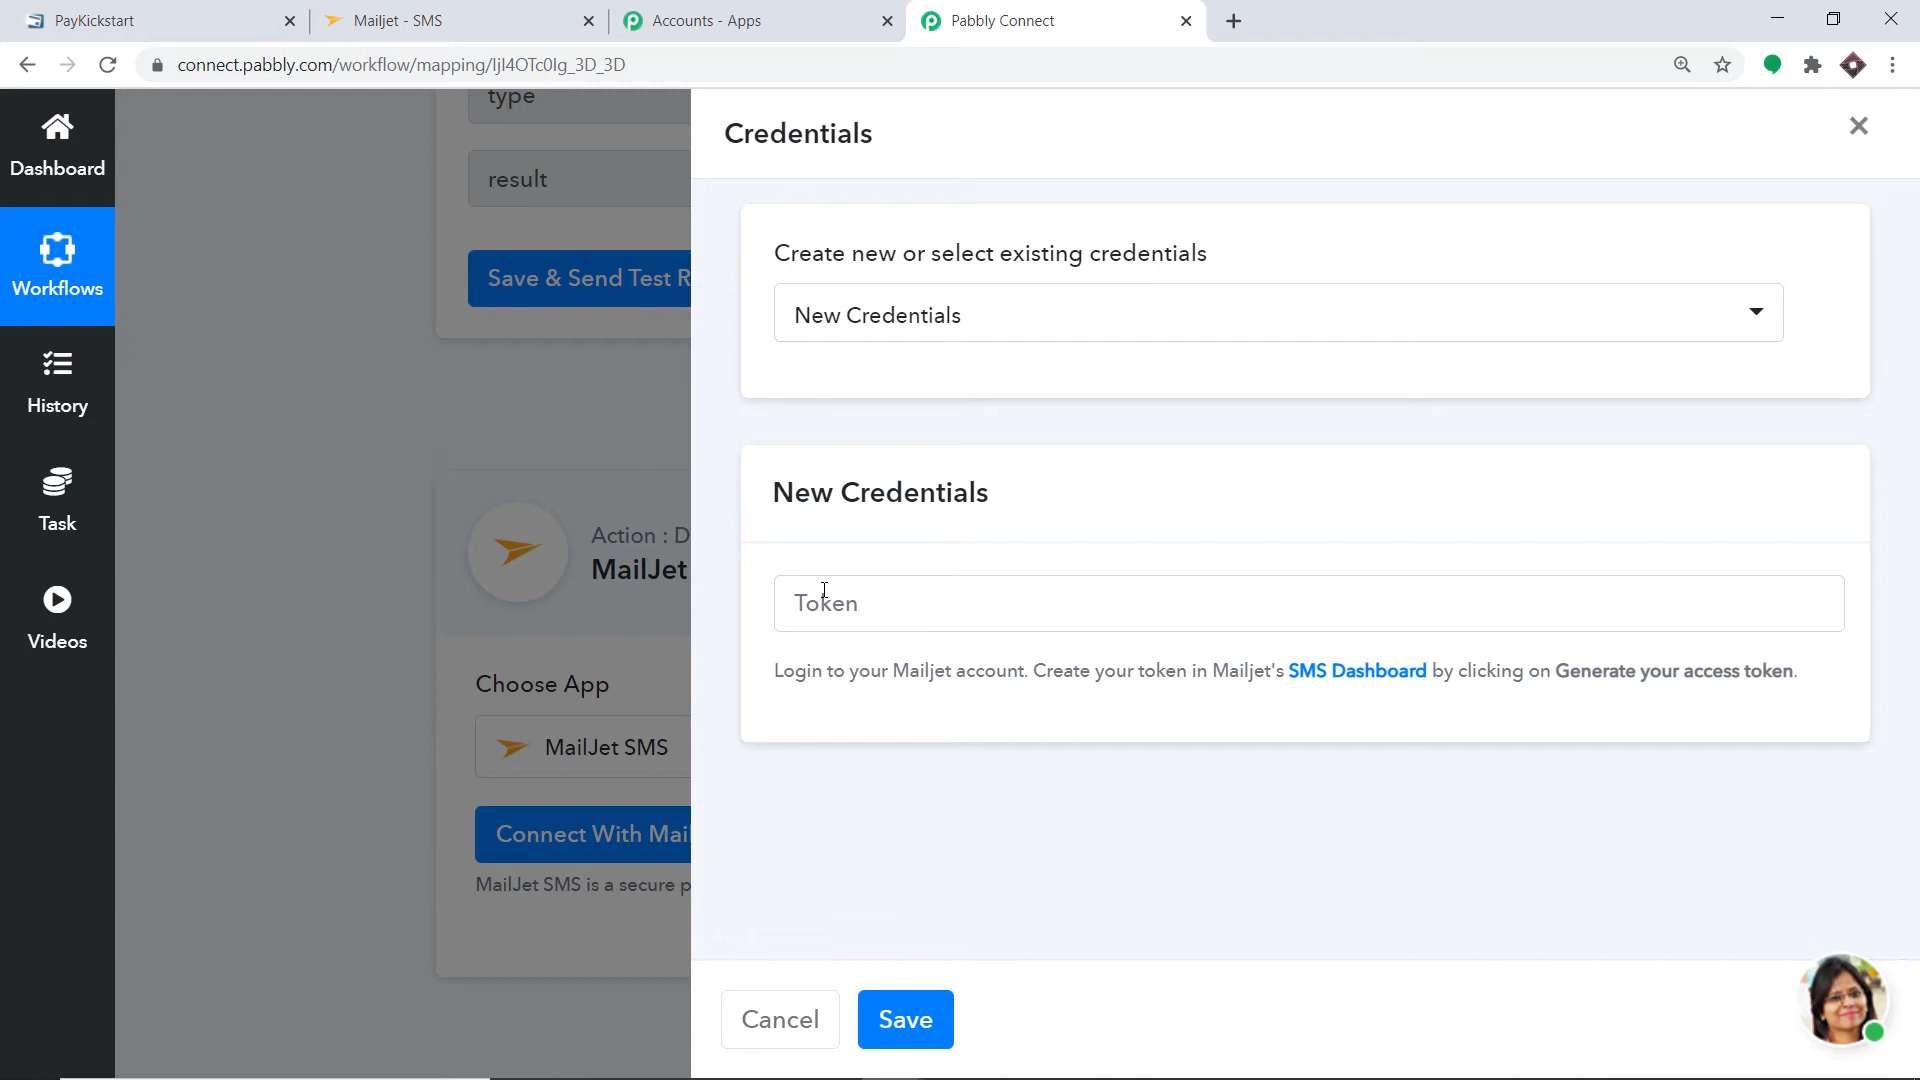 PayKickstart
Mailjet - SMS
Accounts - Apps
Pabbly Connect
connect.pabbly.com/workflow/mapping/IjI4OTc0Ig_3D_3D
Dashboard
Workflows
History
Task
Videos
type
result
Save & Send Test R
Action : D
MailJet
Choose App
MailJet SMS
Connect With Mail
MailJet SMS is a secure p
Credentials
Create new or select existing credentials
New Credentials
New Credentials
Token
Login to your Mailjet account. Create your token in Mailjet's SMS Dashboard by clicking on Generate your access token.
Cancel
Save